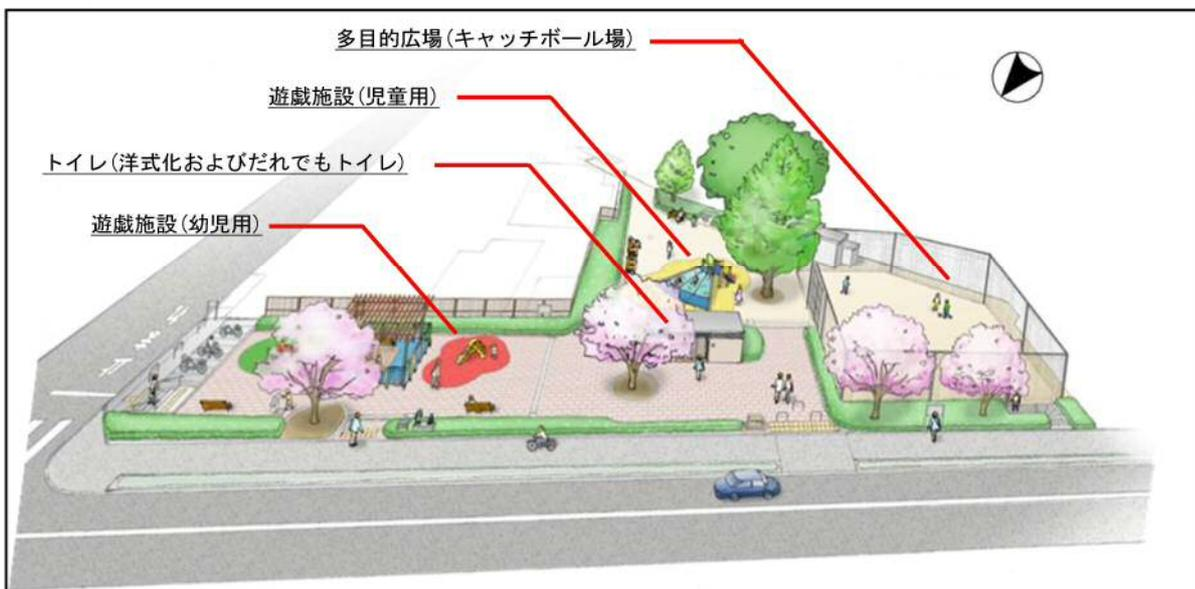 多目的広場(キャッチボール場)
遊戯施設(児童用)
トイレ(洋式化およびだれでもトイレ)
遊戯施設(幼児用)